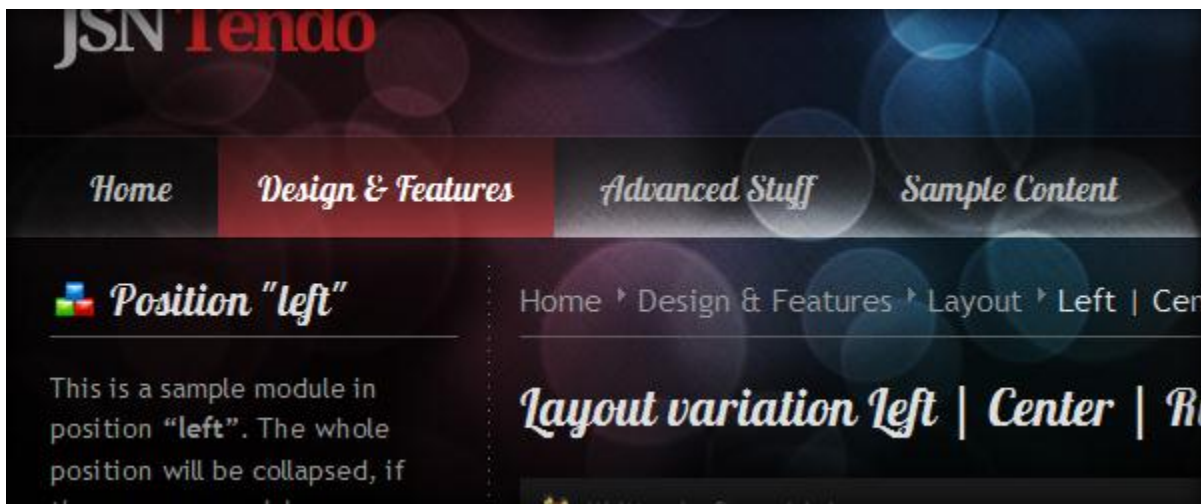 JSN Tendo
Home Design & Features Advanced Stuff Sample Content
Position "left"
This is a sample module in
position “left”. The whole
position will be collapsed, if
Home Design & Features Layout Left |
Layout variation Left | Center |